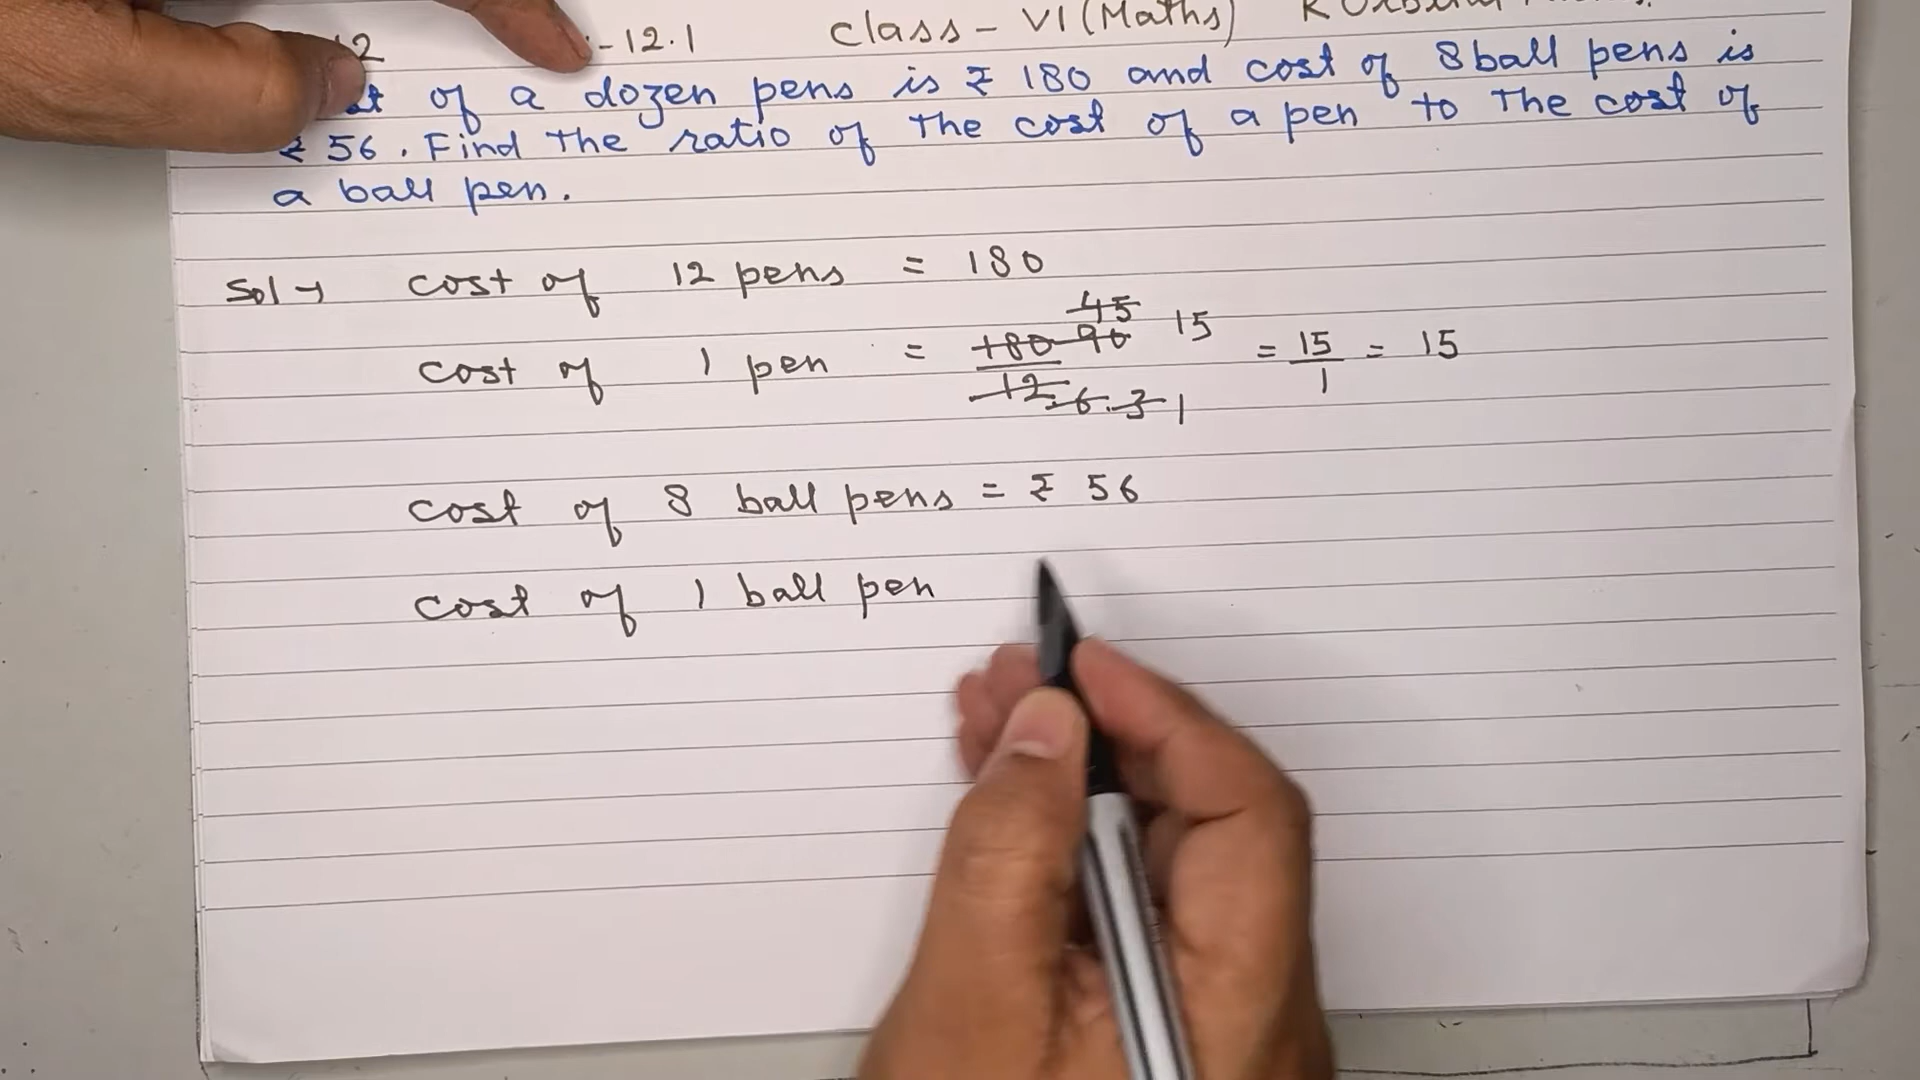 12 -12.1 Class - VI (Maths)
of a dozen pens is ₹ 180 and cost of 8 ball pens is
₹ 56. Find the ratio of the cost of a pen to the cost of
a ball pen.
Sol→ cost of 12 pens = 180
45
cost of 1 pen = 180 90 15 = 15 = 15
12 6 3 1 1
cost of 8 ball pens = ₹ 56
cost of 1 ball pen